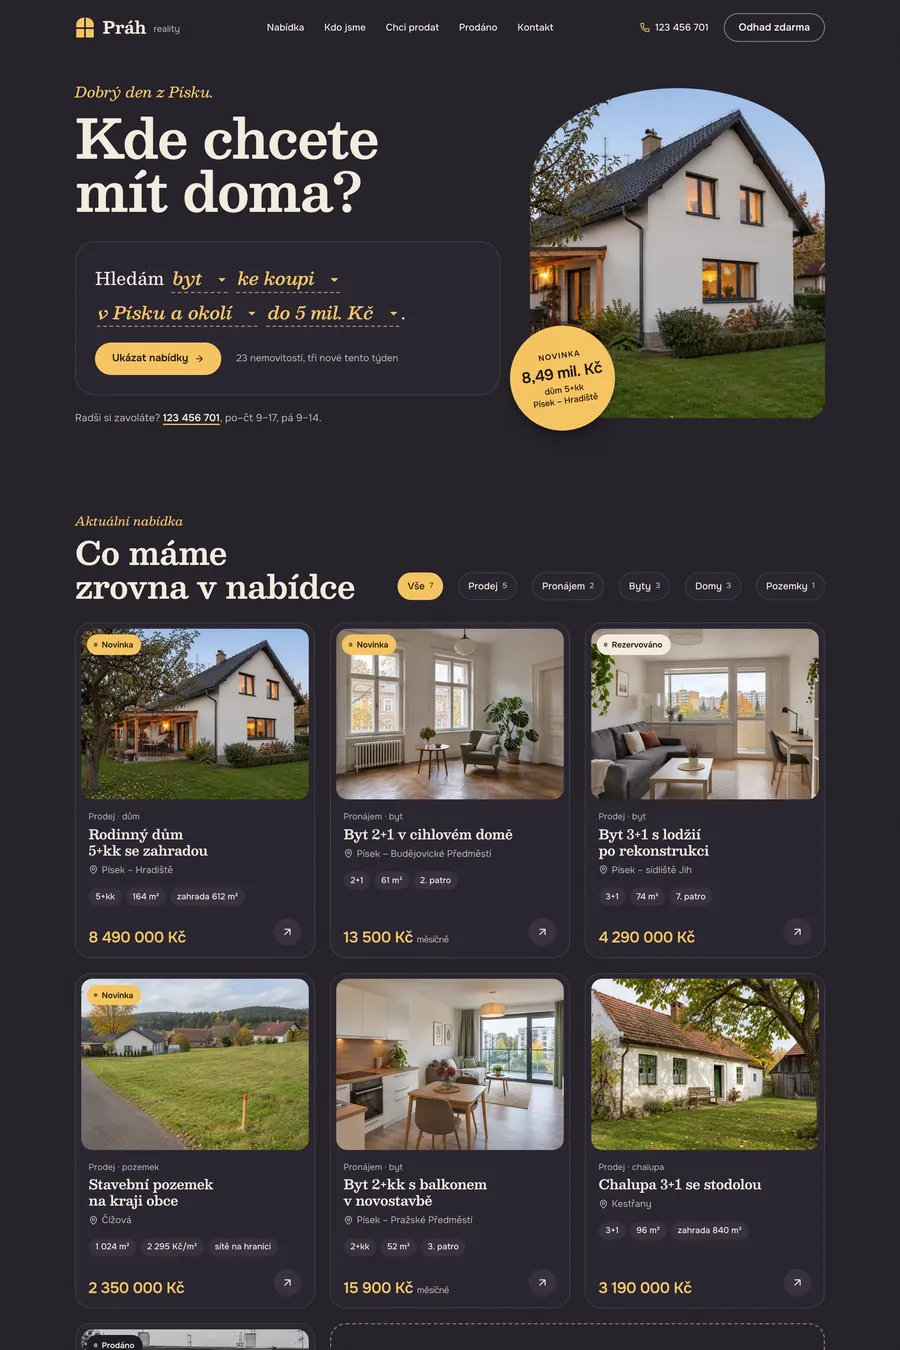 Práh reality
Nabídka
Kdo jsme
Chci prodat
Prodáno
Kontakt
123 456 701
Odhad zdarma
Dobrý den z Písku.
Kde chcete
mít doma?
Hledám byt ke koupi
v Písku a okolí do 5 mil. Kč .
Ukázat nabídky →
23 nemovitostí, tři nové tento týden
Radši si zavoláte? 123 456 701, po–čt 9–17, pá 9–14.
NOVINKA
8,49 mil. Kč
dům 5+kk
Písek – Hradiště
Aktuální nabídka
Co máme
zrovna v nabídce
Vše 7
Prodej 5
Pronájem 2
Byty 3
Domy 3
Pozemky 1
Novinka
Prodej · dům
Rodinný dům
5+kk se zahradou
Písek – Hradiště
5+kk
164 m²
zahrada 612 m²
8 490 000 Kč
Novinka
Pronájem · byt
Byt 2+1 v cihlovém domě
Písek – Budějovické Předměstí
2+1
61 m²
2. patro
13 500 Kč měsíčně
Rezervováno
Prodej · byt
Byt 3+1 s lodžií
po rekonstrukci
Písek – sídliště Jih
3+1
74 m²
7. patro
4 290 000 Kč
Novinka
Prodej · pozemek
Stavební pozemek
na kraji obce
Čížová
1 024 m²
2 295 Kč/m²
sítě na hranici
2 350 000 Kč
Pronájem · byt
Byt 2+kk s balkonem
v novostavbě
Písek – Pražské Předměstí
2+kk
52 m²
3. patro
15 900 Kč měsíčně
Prodej · chalupa
Chalupa 3+1 se stodolou
Kestřany
3+1
96 m²
zahrada 840 m²
3 190 000 Kč
Prodáno